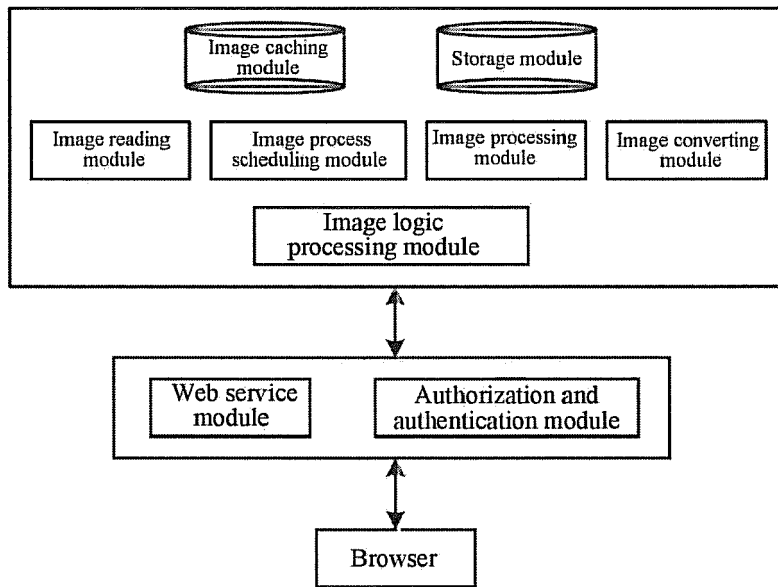 Image caching
module
Storage module
Image reading
module
Image process
scheduling module
Image processing
module
Image converting
module
Image logic
processing module
Web service
module
Authorization and
authentication module
Browser